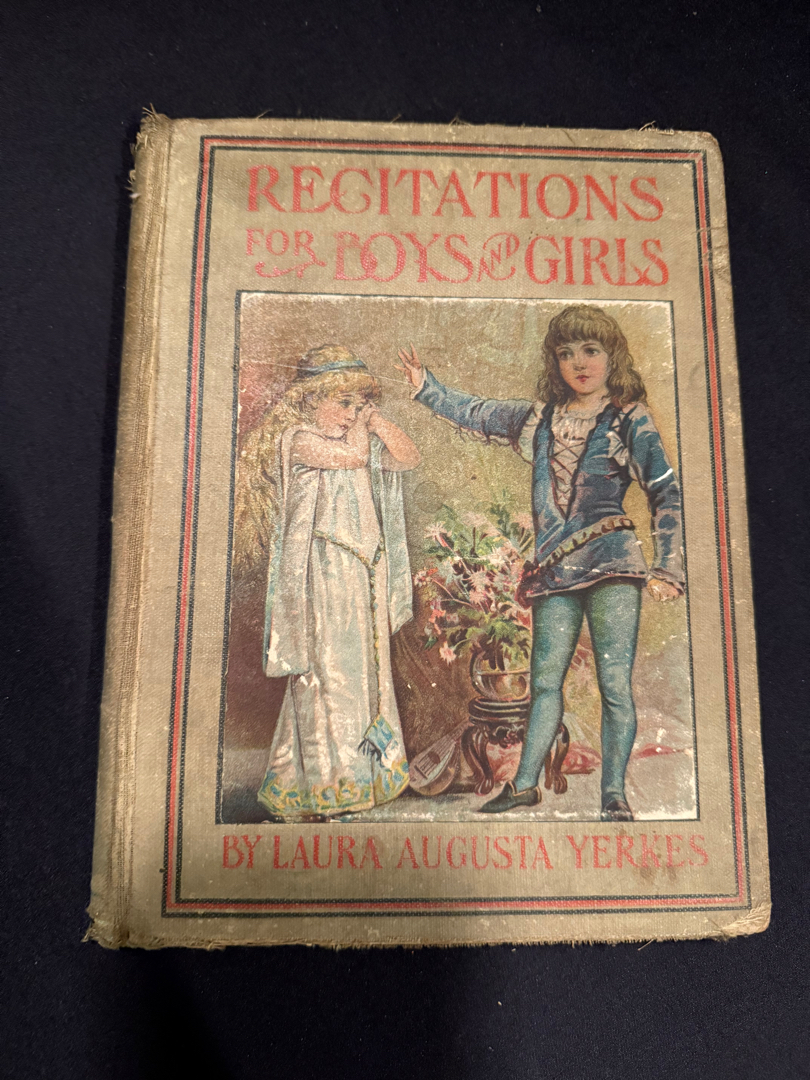 RECITATIONS
FOR BOYS AND GIRLS
BY LAURA AUGUSTA YERKES